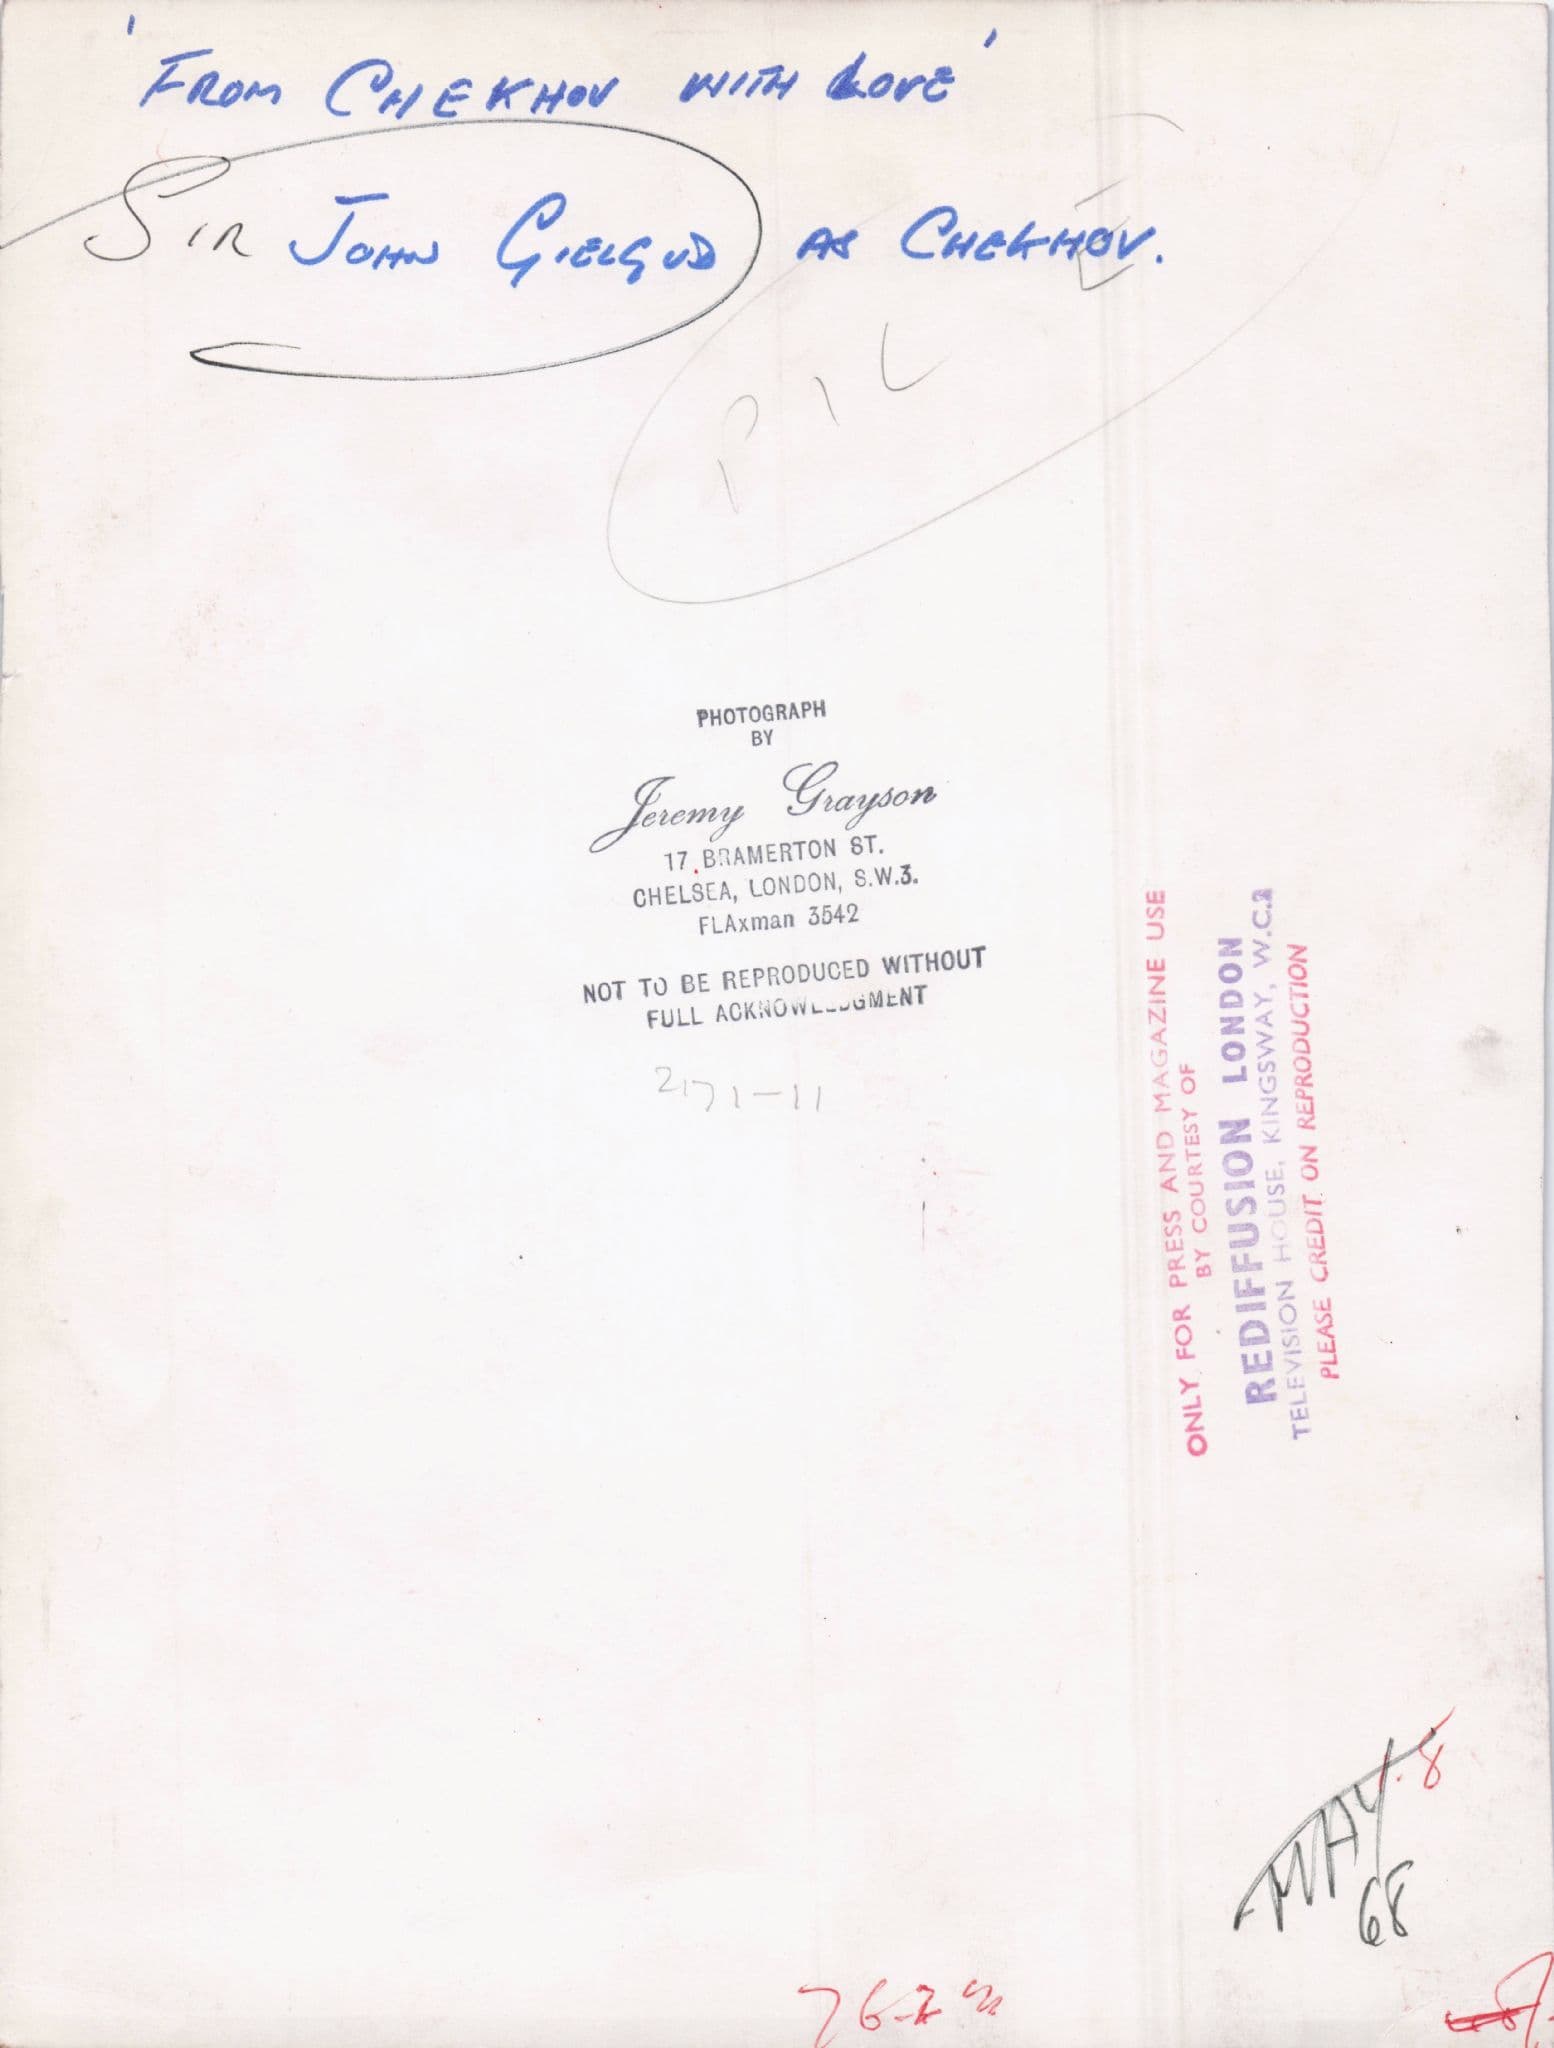 'FROM CHEKHOV WITH LOVE'
SIR JOHN GIELGUD AS CHEKHOV.
PIC
PHOTOGRAPH
BY
Jeremy Grayson
17, BRAMERTON ST.
CHELSEA, LONDON, S.W.3.
FLAxman 3542
NOT TO BE REPRODUCED WITHOUT
FULL ACKNOWLEDGMENT
2171-11
ONLY FOR PRESS AND MAGAZINE USE
BY COURTESY OF
REDIFFUSION LONDON
TELEVISION HOUSE, KINGSWAY, W.C.2
PLEASE CREDIT ON REPRODUCTION
MAY
68